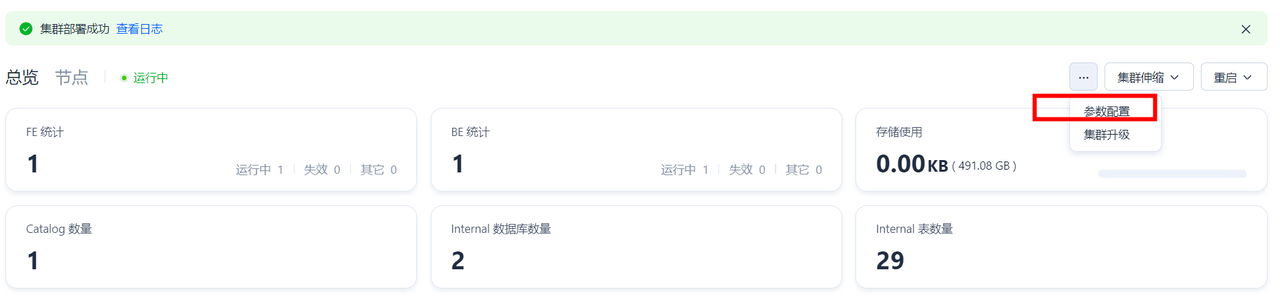 集群部署成功 查看日志
总览 节点 运行中 ... 集群伸缩 重启
参数配置
集群升级
FE 统计
1
运行中 1 失效 0 其它 0
BE 统计
1
运行中 1 失效 0 其它 0
存储使用
0.00 KB ( 491.08 GB )
Catalog 数量
1
Internal 数据库数量
2
Internal 表数量
29